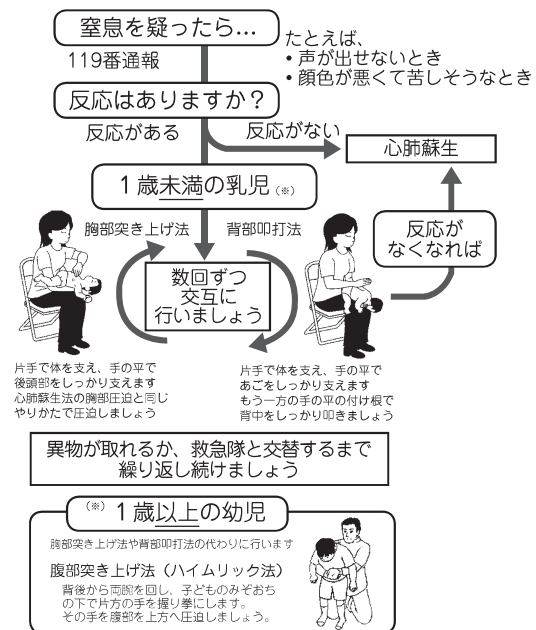 窒息を疑ったら…
たとえば、
・声が出せないとき
・顔色が悪くて苦しそうなとき
119番通報
反応はありますか？
反応がある
反応がない
心肺蘇生
1歳未満の乳児（※）
胸部突き上げ法
背部叩打法
反応が
なくなれば
数回ずつ
交互に
行いましょう
片手で体を支え、手の平で
後頭部をしっかり支えます
心肺蘇生法の胸部圧迫と同じ
やりかたで圧迫しましょう
片手で体を支え、手の平で
あごをしっかり支えます
もう一方の手の平の付け根で
背中をしっかり叩きましょう
異物が取れるか、救急隊と交替するまで
繰り返し続けましょう
（※）1歳以上の幼児
胸部突き上げ法や背部叩打法の代わりに行います
腹部突き上げ法（ハイムリック法）
背後から両腕を回し、子どものみぞおち
の下で片方の手を握り拳にします。
その手を腹部を上方へ圧迫しましょう。